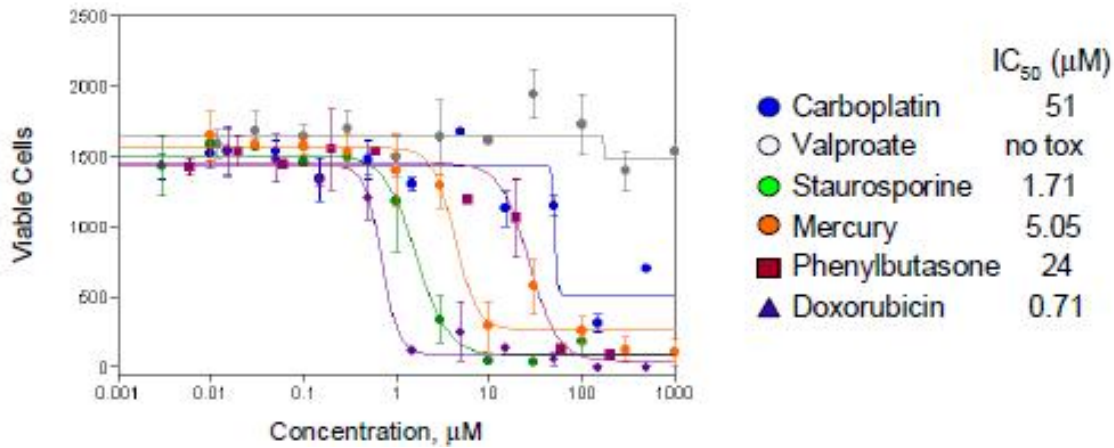 2500
2000
1500
1000
500
0
Viable Cells
0.001 0.01 0.1 1 10 100 1000
Concentration, µM
IC50 (µM)
Carboplatin 51
Valproate no tox
Staurosporine 1.71
Mercury 5.05
Phenylbutasone 24
Doxorubicin 0.71